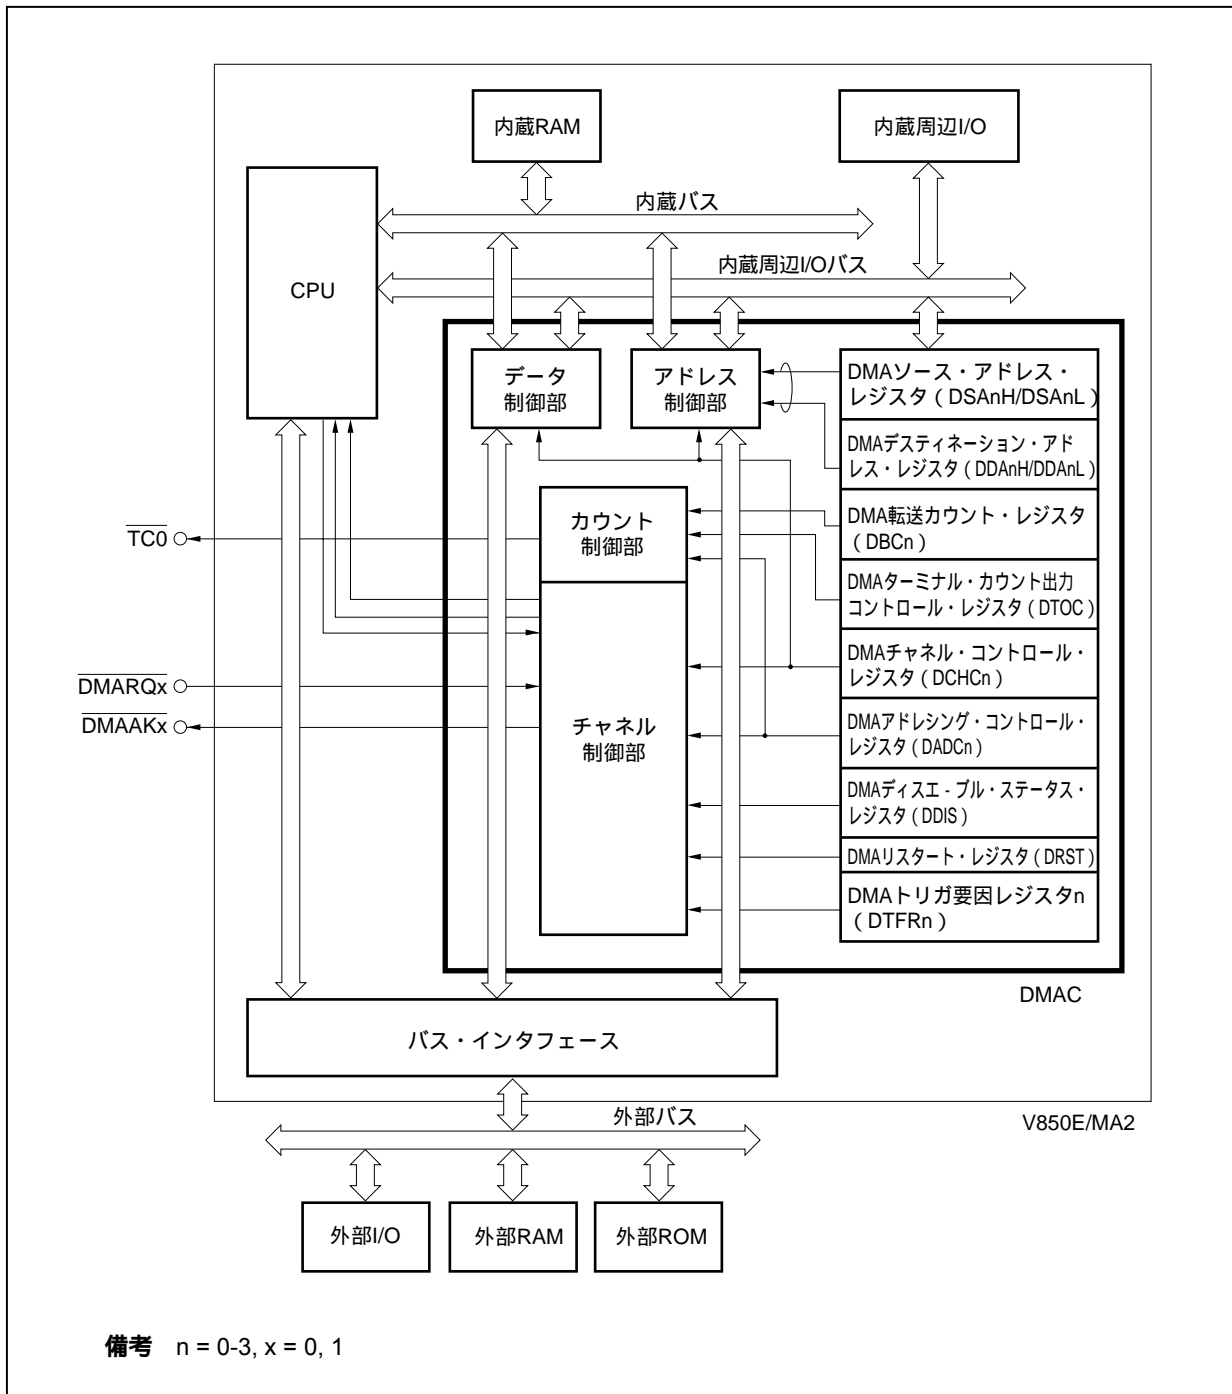 内蔵RAM
内蔵周辺I/O
内蔵バス
内蔵周辺I/Oバス
CPU
データ
制御部
アドレス
制御部
DMAソース・アドレス・
レジスタ(DSAnH/DSAnL)
DMAデスティネーション・アド
レス・レジスタ(DDAnH/DDAnL)
カウント
制御部
DMA転送カウント・レジスタ
(DBCn)
TC0
DMAターミナル・カウント出力
コントロール・レジスタ(DTOC)
DMAチャネル・コントロール・
レジスタ(DCHCn)
DMARQx
DMAAKx
チャネル
制御部
DMAアドレシング・コントロール・
レジスタ(DADCn)
DMAディスエ-ブル・ステータス・
レジスタ(DDIS)
DMAリスタート・レジスタ(DRST)
DMAトリガ要因レジスタn
(DTFRn)
DMAC
バス・インタフェース
V850E/MA2
外部バス
外部I/O
外部RAM
外部ROM
備考 n = 0-3, x = 0, 1